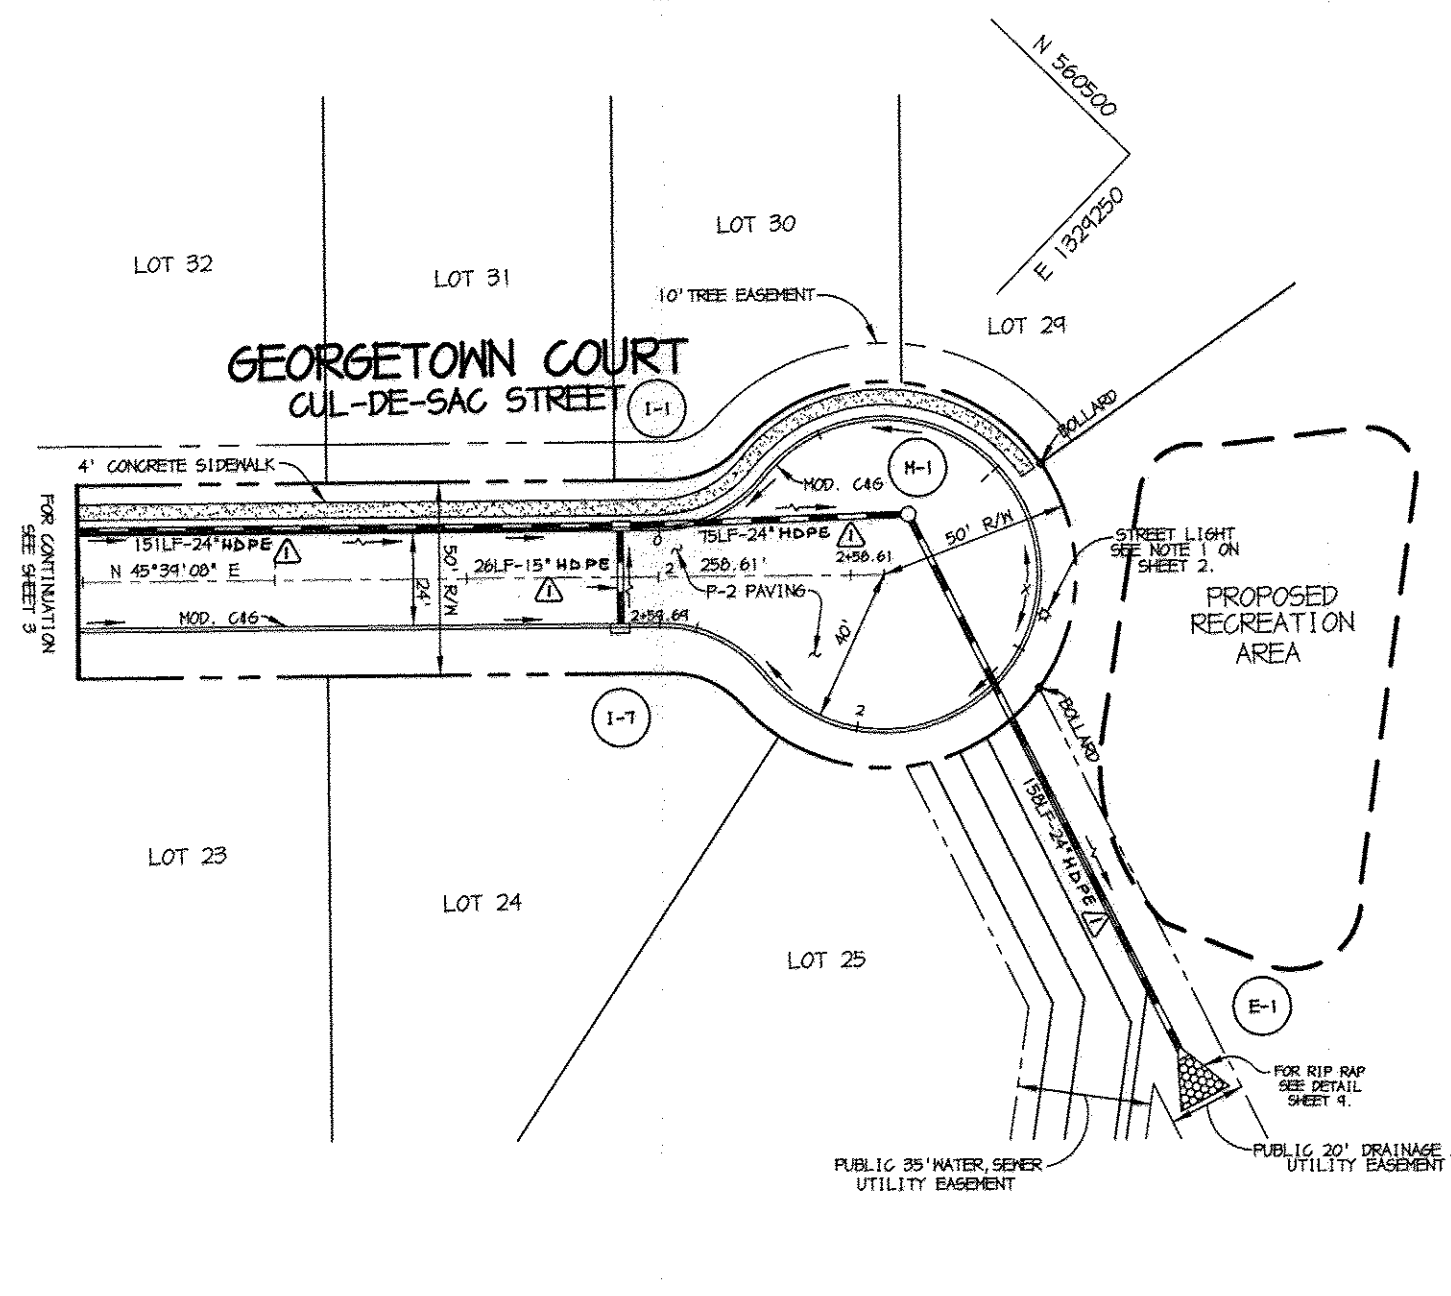 N 560500
E 1329250
LOT 30
LOT 32
LOT 31
10' TREE EASEMENT
LOT 29
GEORGETOWN COURT
CUL-DE-SAC STREET
I-1
BOLLARD
4' CONCRETE SIDEWALK
M-1
MOD. C&G
FOR CONTINUATION
SEE SHEET 3
151LF-24" HDPE
1
75LF-24" HDPE
1
50' R/W
STREET LIGHT
SEE NOTE 1 ON
SHEET 2.
0
N 45°39'08" E
50' R/W
24'
26LF-15" HDPE
1
2
258.61'
2+58.61
P-2 PAVING
PROPOSED
RECREATION
AREA
MOD. C&G
2+59.69
40'
X
I-7
2
BOLLARD
158LF-24" HDPE
1
LOT 23
LOT 24
LOT 25
E-1
FOR RIP RAP
SEE DETAIL
SHEET 9.
PUBLIC 35' WATER, SEWER
UTILITY EASEMENT
PUBLIC 20' DRAINAGE
UTILITY EASEMENT